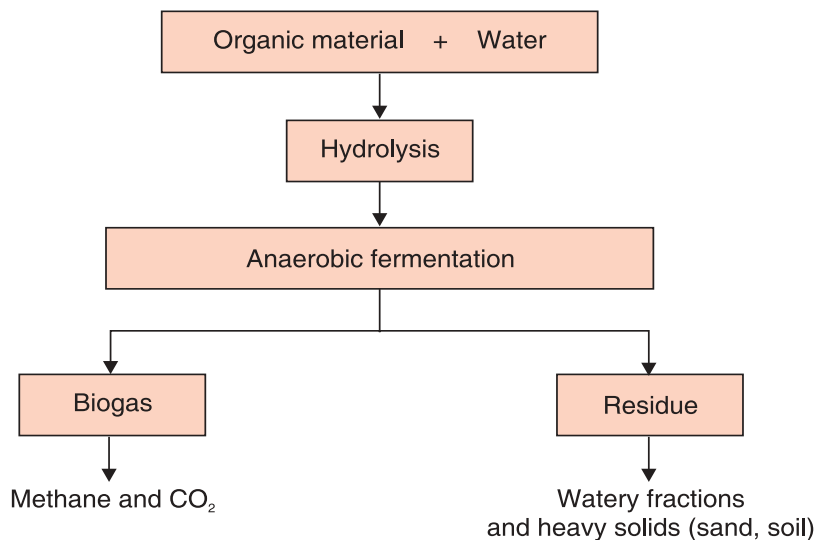 Organic material + Water
Hydrolysis
Anaerobic fermentation
Biogas
Residue
Methane and CO₂
Watery fractions
and heavy solids (sand, soil)